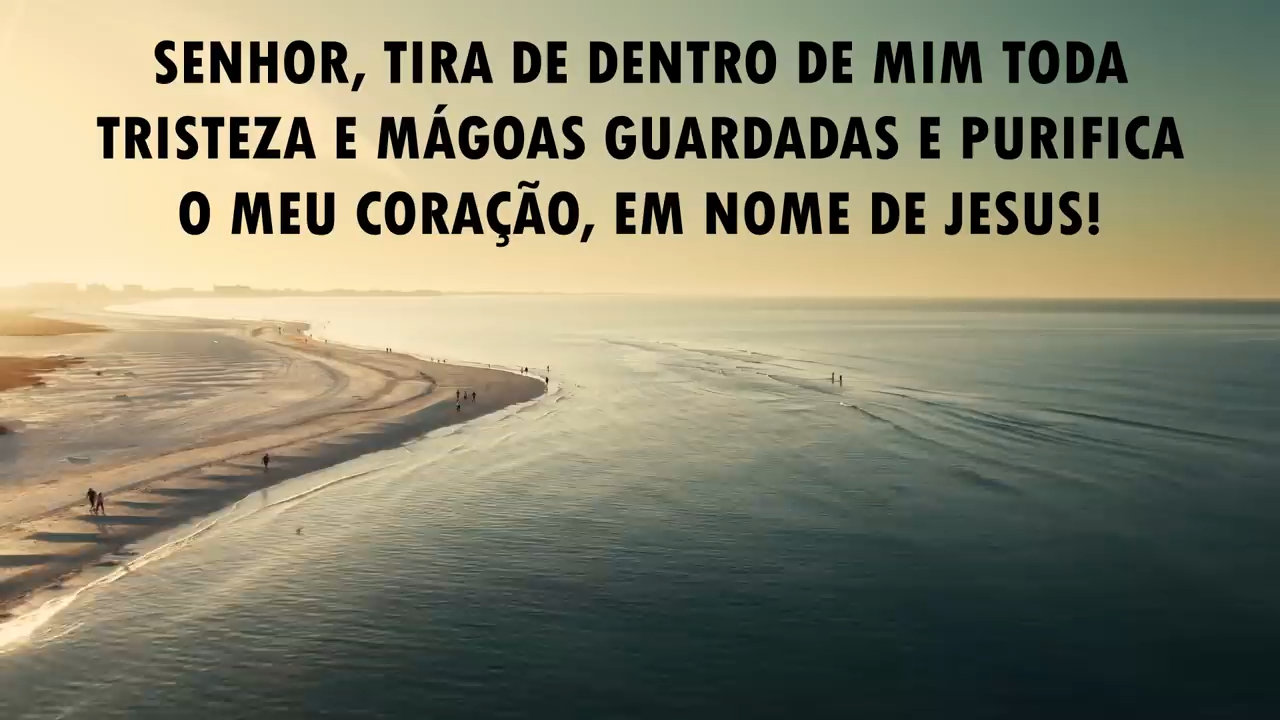 SENHOR, TIRA DE DENTRO DE MIM TODA
TRISTEZA E MÁGOAS GUARDADAS E PURIFICA
O MEU CORAÇÃO, EM NOME DE JESUS!